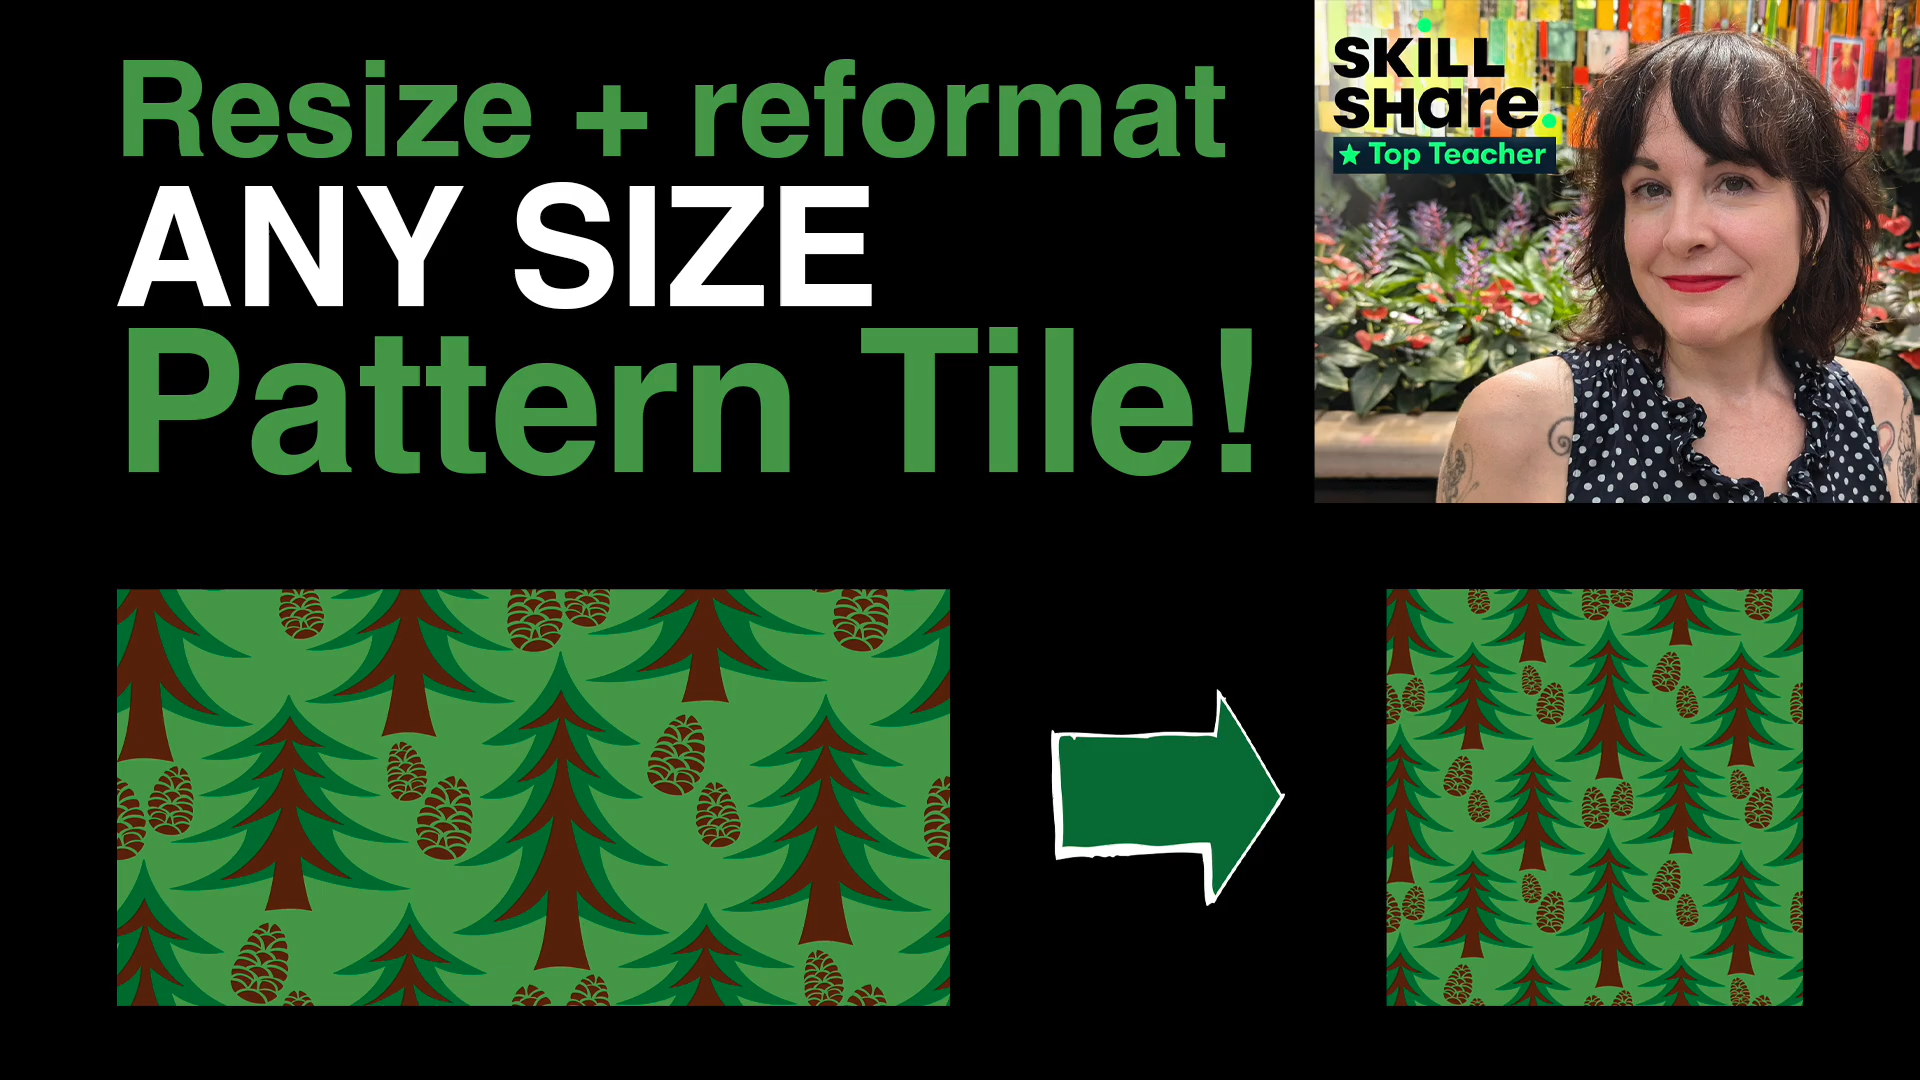 Resize + reformat
ANY SIZE
Pattern Tile!
SKILL
SHare.
★ Top Teacher